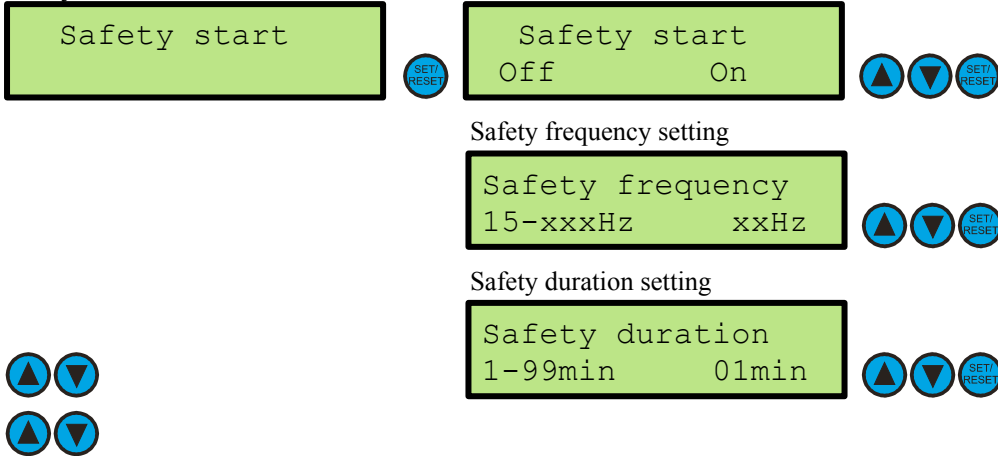 Safety start
SET/
RESET
Safety start
Off On
SET/
RESET
Safety frequency setting
Safety frequency
15-xxxHz xxHz
SET/
RESET
Safety duration setting
Safety duration
1-99min 01min
SET/
RESET